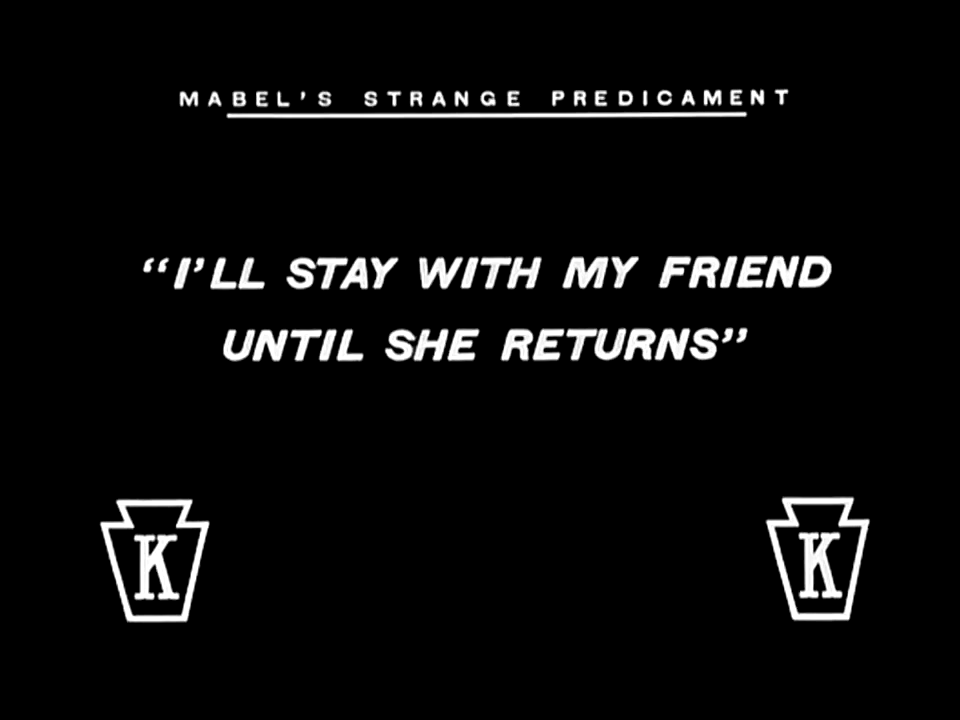 MABEL'S STRANGE PREDICAMENT
“I'LL STAY WITH MY FRIEND
UNTIL SHE RETURNS”
K K